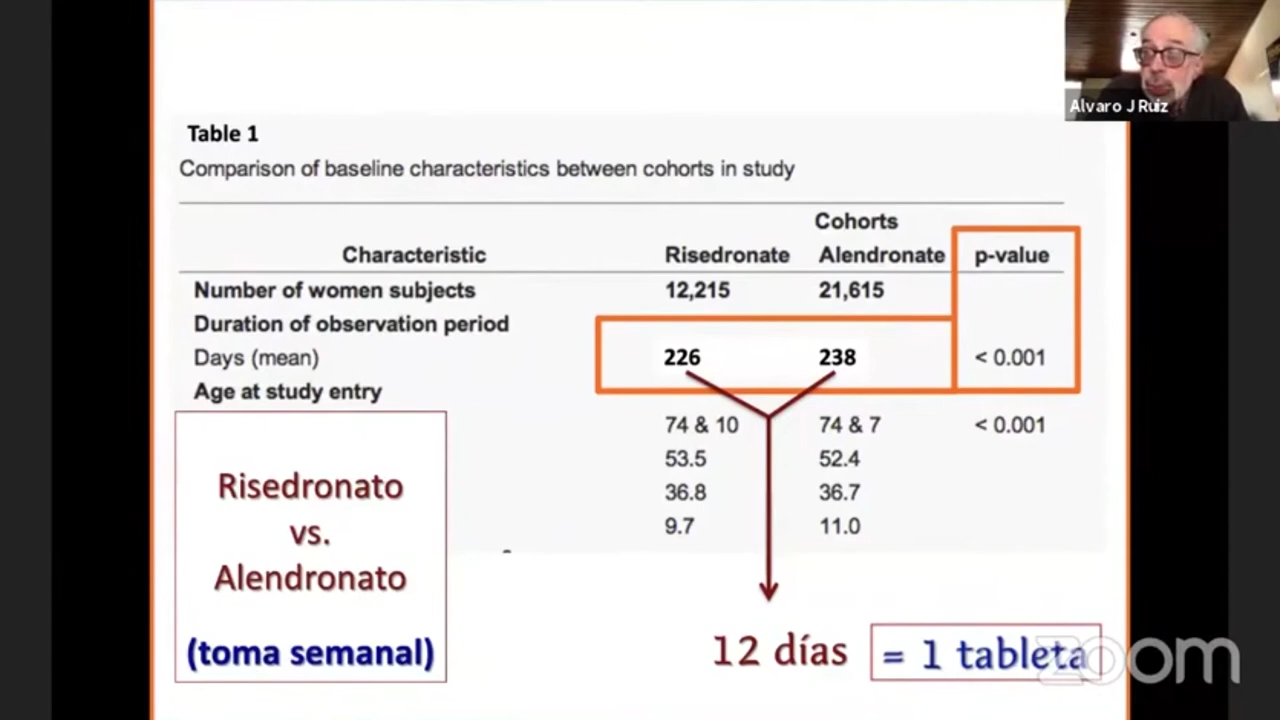 Alvaro J Ruiz
Table 1
Comparison of baseline characteristics between cohorts in study
Cohorts
Characteristic Risedronate Alendronate p-value
Number of women subjects 12,215 21,615
Duration of observation period
Days (mean) 226 238 < 0.001
Age at study entry
74 & 10 74 & 7 < 0.001
53.5 52.4
36.8 36.7
9.7 11.0
Risedronato
vs.
Alendronato
(toma semanal)
12 días = 1 tableta
zoom